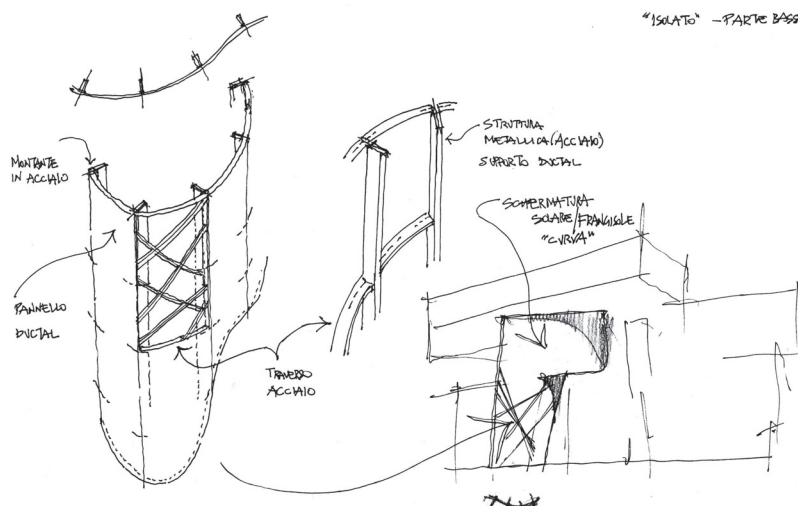 "ISOLATO" - PARTE BASS
MONTANTE
IN ACCIAIO
STRUTTURA
METALLICA (ACCIAIO)
SUPPORTO DUCTAL
SCHERMATURA
SOLARE/FRANGISOLE
"CURVA"
PANNELLO
DUCTAL
TRAVERSO
ACCIAIO